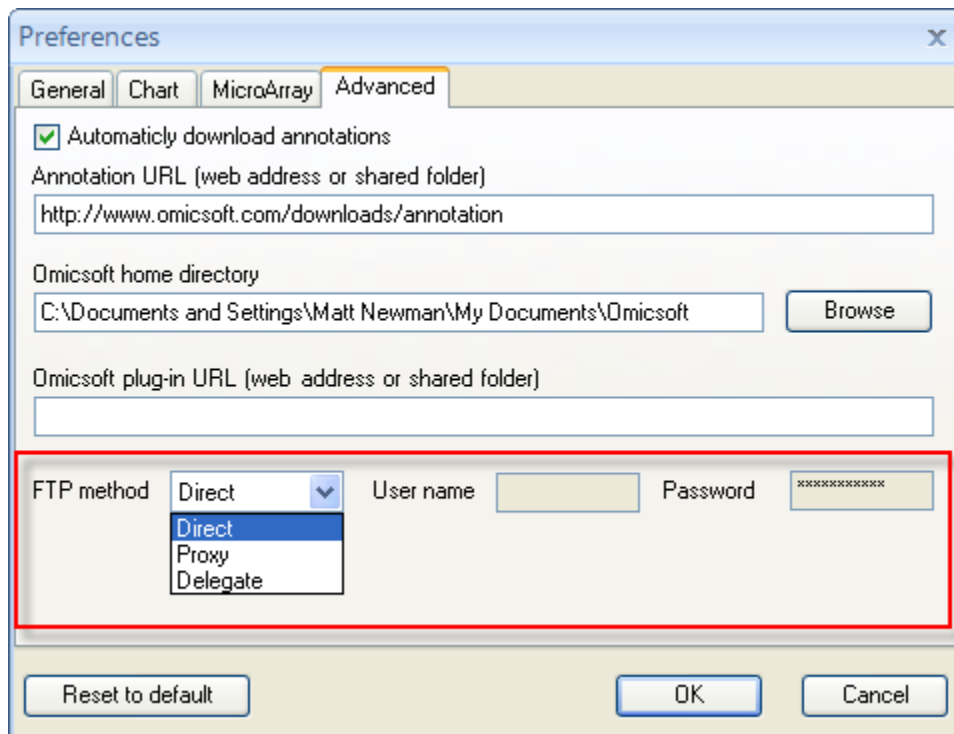 Preferences
General Chart MicroArray Advanced
Automaticly download annotations
Annotation URL (web address or shared folder)
http://www.omicsoft.com/downloads/annotation
Omicsoft home directory
C:\Documents and Settings\Matt Newman\My Documents\Omicsoft Browse
Omicsoft plug-in URL (web address or shared folder)
FTP method Direct User name Password ***********
Direct
Proxy
Delegate
Reset to default OK Cancel